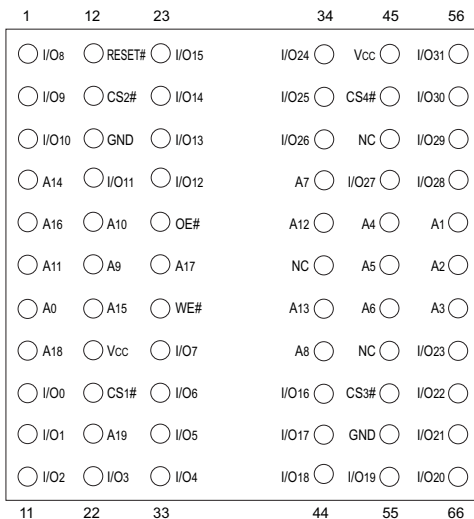 1 12 23 34 45 56
I/O8 RESET# I/O15 I/O24 VCC I/O31
I/O9 CS2# I/O14 I/O25 CS4# I/O30
I/O10 GND I/O13 I/O26 NC I/O29
A14 I/O11 I/O12 A7 I/O27 I/O28
A16 A10 OE# A12 A4 A1
A11 A9 A17 NC A5 A2
A0 A15 WE# A13 A6 A3
A18 VCC I/O7 A8 NC I/O23
I/O0 CS1# I/O6 I/O16 CS3# I/O22
I/O1 A19 I/O5 I/O17 GND I/O21
I/O2 I/O3 I/O4 I/O18 I/O19 I/O20
11 22 33 44 55 66